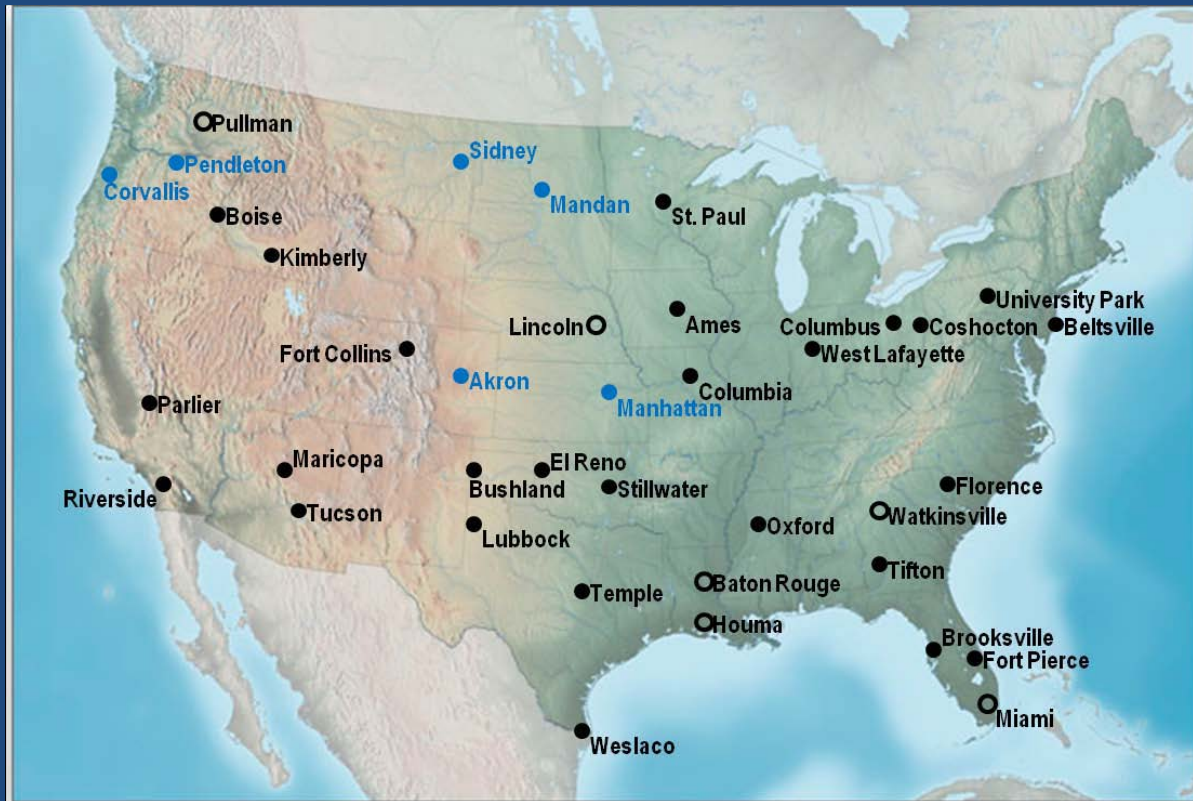 Pullman
Sidney
Pendleton
Corvallis
Mandan
St. Paul
Boise
Kimberly
University Park
Lincoln
Ames
Columbus
Coshocton
Beltsville
Fort Collins
West Lafayette
Akron
Columbia
Manhattan
Parlier
Maricopa
El Reno
Bushland
Riverside
Stillwater
Florence
Tucson
Watkinsville
Lubbock
Oxford
Tifton
Temple
Baton Rouge
Houma
Brooksville
Fort Pierce
Miami
Weslaco